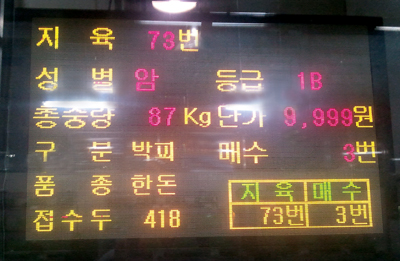 지육 73번
성별 암 등급 1B
총중량 87Kg 단가 9,999원
구분 박피 매수 3번
품종 한돈 지육 매수
접수두 418 73번 3번